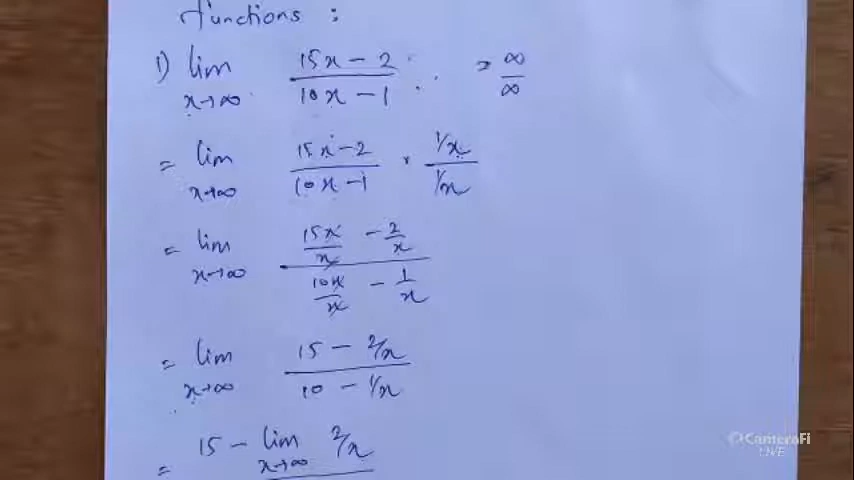 functions :
1) lim x→∞ (15x − 2)/(10x − 1) = ∞/∞
= lim x→∞ (15x − 2)/(10x − 1) × (1/x)/(1/x)
= lim x→∞ (15x/x − 2/x)/(10x/x − 1/x)
= lim x→∞ (15 − 2/x)/(10 − 1/x)
= 15 − lim x→∞ 2/x
CameraFi
LIVE